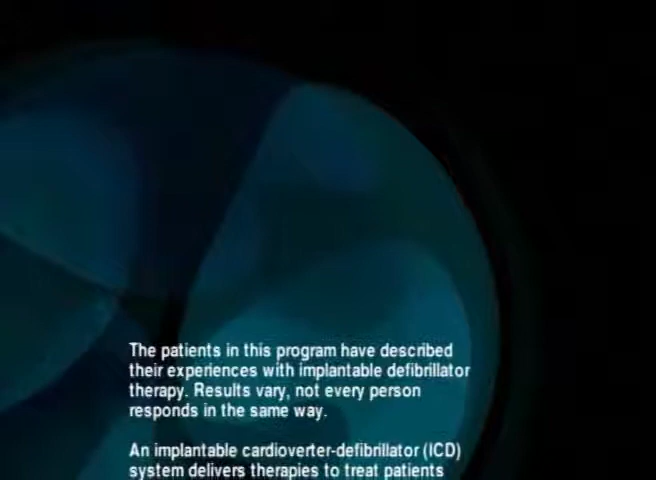 The patients in this program have described
their experiences with implantable defibrillator
therapy. Results vary, not every person
responds in the same way.
An implantable cardioverter-defibrillator (ICD)
system delivers therapies to treat patients